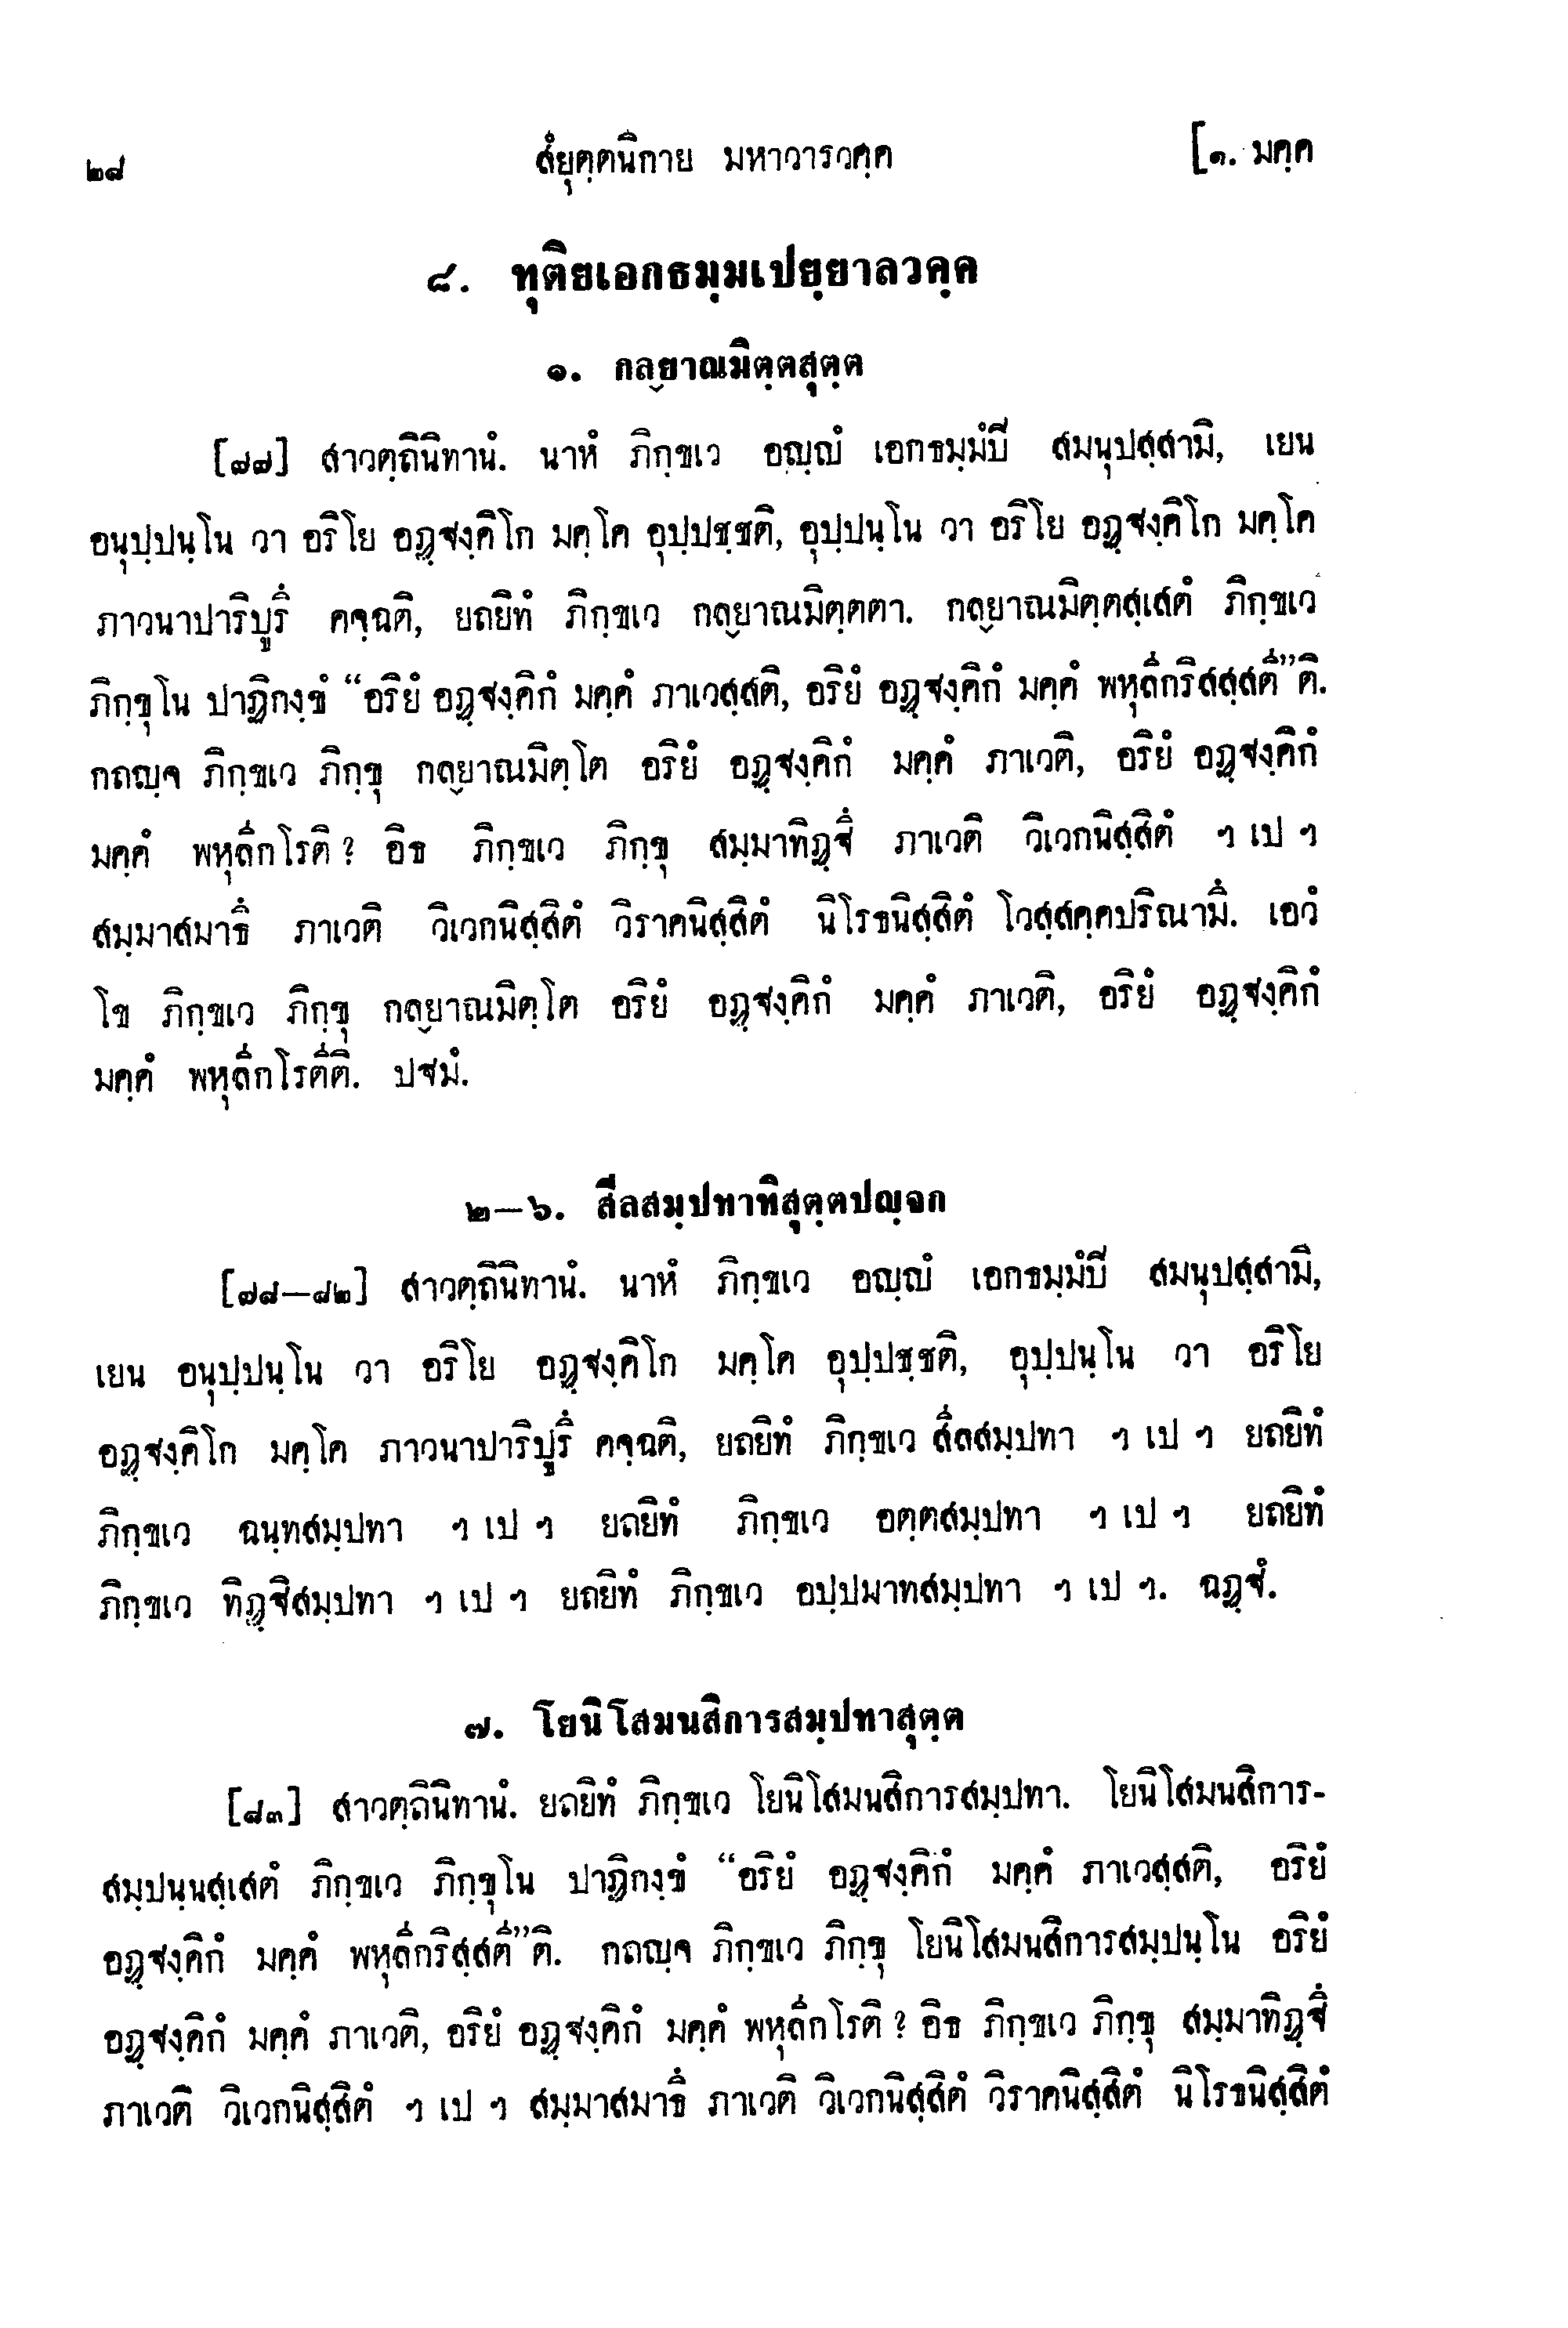 ๒๘ สํยุตฺตนิกาย มหาวารวคฺค [๑. มคฺค
๘. ทุติยเอกธมฺมเปยฺยาลวคฺค
๑. กลฺยาณมิตฺตสุตฺต
[๗๗] สาวตฺถินิทานํ. นาหํ ภิกฺขเว อญฺญํ เอกธมฺมํปิ สมนุปสฺสามิ, เยน
อนุปฺปนฺโน วา อริโย อฏฺฐงฺคิโก มคฺโค อุปฺปชฺชติ, อุปฺปนฺโน วา อริโย อฏฺฐงฺคิโก มคฺโค
ภาวนาปาริปูรึ คจฺฉติ, ยถยิทํ ภิกฺขเว กลฺยาณมิตฺตตา. กลฺยาณมิตฺตสฺเสตํ ภิกฺขเว
ภิกฺขุโน ปาฏิกงฺขํ “อริยํ อฏฺฐงฺคิกํ มคฺคํ ภาเวสฺสติ, อริยํ อฏฺฐงฺคิกํ มคฺคํ พหุลีกริสฺสตี”ติ.
กถญฺจ ภิกฺขเว ภิกฺขุ กลฺยาณมิตฺโต อริยํ อฏฺฐงฺคิกํ มคฺคํ ภาเวติ, อริยํ อฏฺฐงฺคิกํ
มคฺคํ พหุลีกโรติ? อิธ ภิกฺขเว ภิกฺขุ สมฺมาทิฏฺฐึ ภาเวติ วิเวกนิสฺสิตํ ฯ เป ฯ
สมฺมาสมาธึ ภาเวติ วิเวกนิสฺสิตํ วิราคนิสฺสิตํ นิโรธนิสฺสิตํ โวสฺสคฺคปริณามึ. เอวํ
โข ภิกฺขเว ภิกฺขุ กลฺยาณมิตฺโต อริยํ อฏฺฐงฺคิกํ มคฺคํ ภาเวติ, อริยํ อฏฺฐงฺคิกํ
มคฺคํ พหุลีกโรตีติ. ปฐมํ.
๒–๖. สีลสมฺปทาทิสุตฺตปญฺจก
[๗๘–๘๒] สาวตฺถินิทานํ. นาหํ ภิกฺขเว อญฺญํ เอกธมฺมํปิ สมนุปสฺสามิ,
เยน อนุปฺปนฺโน วา อริโย อฏฺฐงฺคิโก มคฺโค อุปฺปชฺชติ, อุปฺปนฺโน วา อริโย
อฏฺฐงฺคิโก มคฺโค ภาวนาปาริปูรึ คจฺฉติ, ยถยิทํ ภิกฺขเว สีลสมฺปทา ฯ เป ฯ ยถยิทํ
ภิกฺขเว ฉนฺทสมฺปทา ฯ เป ฯ ยถยิทํ ภิกฺขเว อตฺตสมฺปทา ฯ เป ฯ ยถยิทํ
ภิกฺขเว ทิฏฺฐิสมฺปทา ฯ เป ฯ ยถยิทํ ภิกฺขเว อปฺปมาทสมฺปทา ฯ เป ฯ. ฉฏฺฐํ.
๗. โยนิโสมนสิการสมฺปทาสุตฺต
[๘๓] สาวตฺถินิทานํ. ยถยิทํ ภิกฺขเว โยนิโสมนสิการสมฺปทา. โยนิโสมนสิการ-
สมฺปนฺนสฺเสตํ ภิกฺขเว ภิกฺขุโน ปาฏิกงฺขํ “อริยํ อฏฺฐงฺคิกํ มคฺคํ ภาเวสฺสติ, อริยํ
อฏฺฐงฺคิกํ มคฺคํ พหุลีกริสฺสตี”ติ. กถญฺจ ภิกฺขเว ภิกฺขุ โยนิโสมนสิการสมฺปนฺโน อริยํ
อฏฺฐงฺคิกํ มคฺคํ ภาเวติ, อริยํ อฏฺฐงฺคิกํ มคฺคํ พหุลีกโรติ? อิธ ภิกฺขเว ภิกฺขุ สมฺมาทิฏฺฐึ
ภาเวติ วิเวกนิสฺสิตํ ฯ เป ฯ สมฺมาสมาธึ ภาเวติ วิเวกนิสฺสิตํ วิราคนิสฺสิตํ นิโรธนิสฺสิตํ